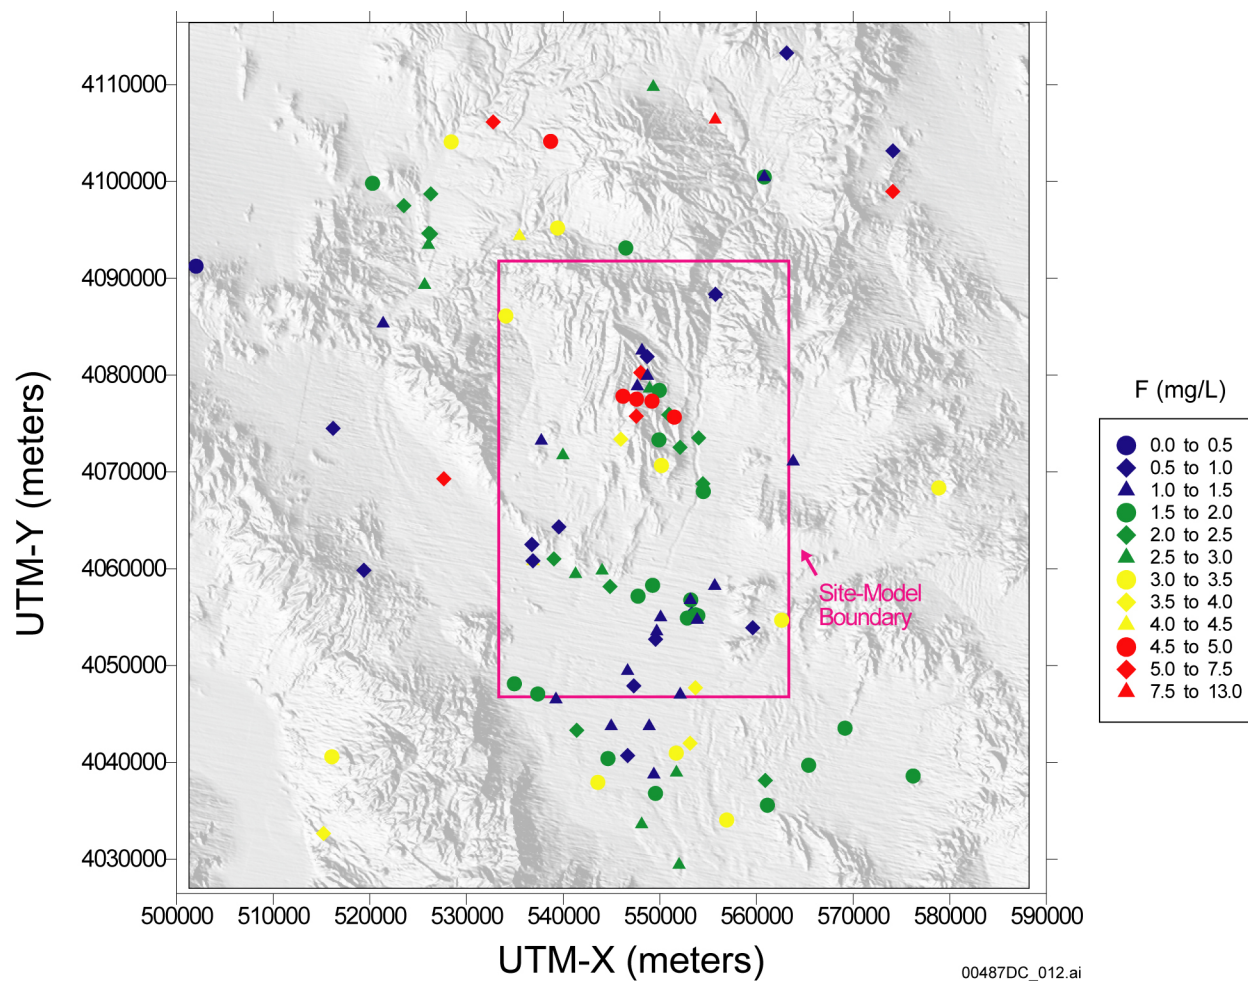 4110000
4100000
4090000
4080000
4070000
4060000
4050000
4040000
4030000
UTM-Y (meters)
500000 510000 520000 530000 540000 550000 560000 570000 580000 590000
UTM-X (meters)
Site-Model
Boundary
F (mg/L)
0.0 to 0.5
0.5 to 1.0
1.0 to 1.5
1.5 to 2.0
2.0 to 2.5
2.5 to 3.0
3.0 to 3.5
3.5 to 4.0
4.0 to 4.5
4.5 to 5.0
5.0 to 7.5
7.5 to 13.0
00487DC_012.ai